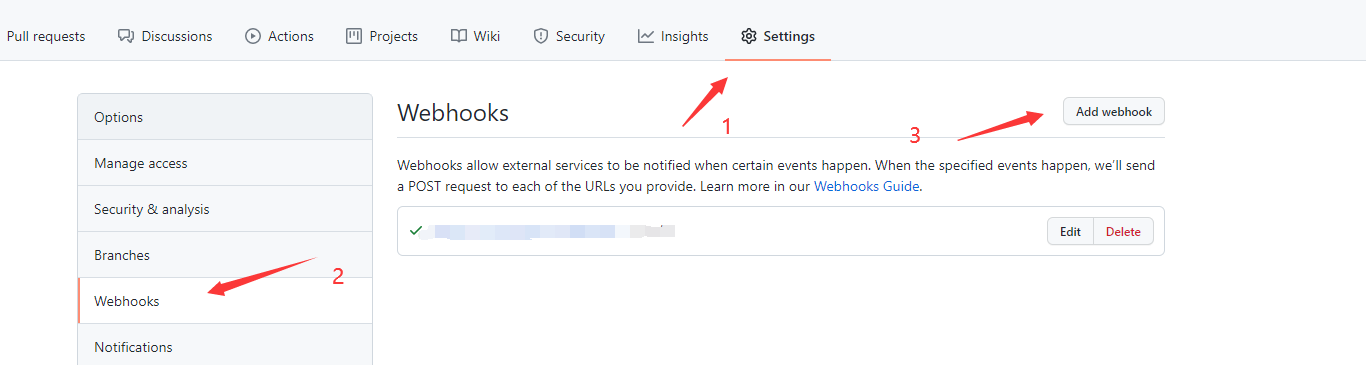 Pull requests Discussions Actions Projects Wiki Security Insights Settings
1
2
3
Options
Manage access
Security & analysis
Branches
Webhooks
Notifications
Webhooks
Add webhook
Webhooks allow external services to be notified when certain events happen. When the specified events happen, we'll send
a POST request to each of the URLs you provide. Learn more in our Webhooks Guide.
Edit Delete